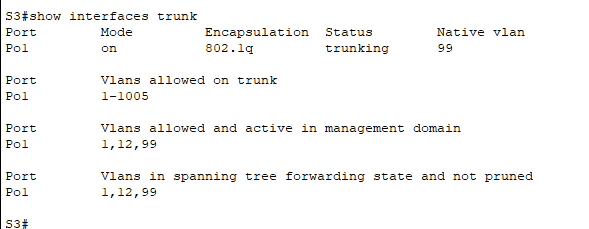 S3#show interfaces trunk
Port Mode Encapsulation Status Native vlan
Po1 on 802.1q trunking 99
Port Vlans allowed on trunk
Po1 1-1005
Port Vlans allowed and active in management domain
Po1 1,12,99
Port Vlans in spanning tree forwarding state and not pruned
Po1 1,12,99
S3#